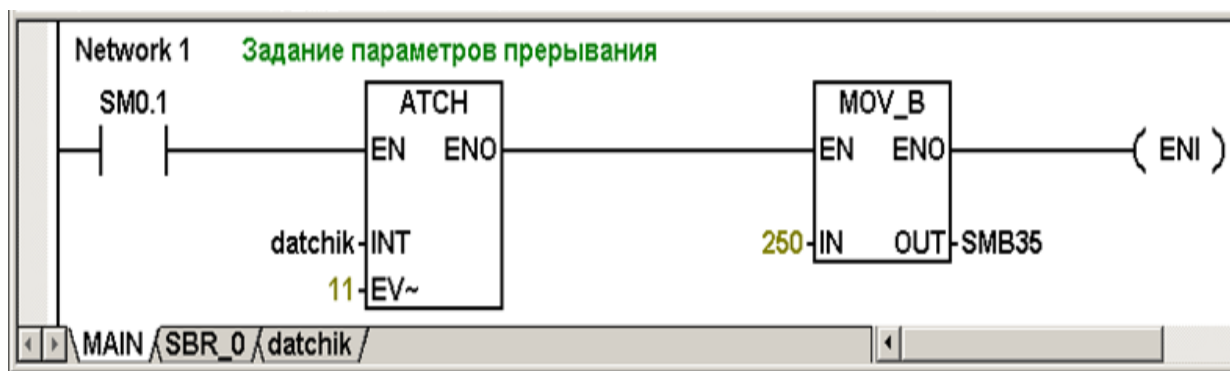 Network 1 Задание параметров прерывания
SM0.1 ATCH MOV_B
EN ENO EN ENO ( ENI )
datchik INT 250 IN OUT SMB35
11 EV~
MAIN SBR_0 datchik